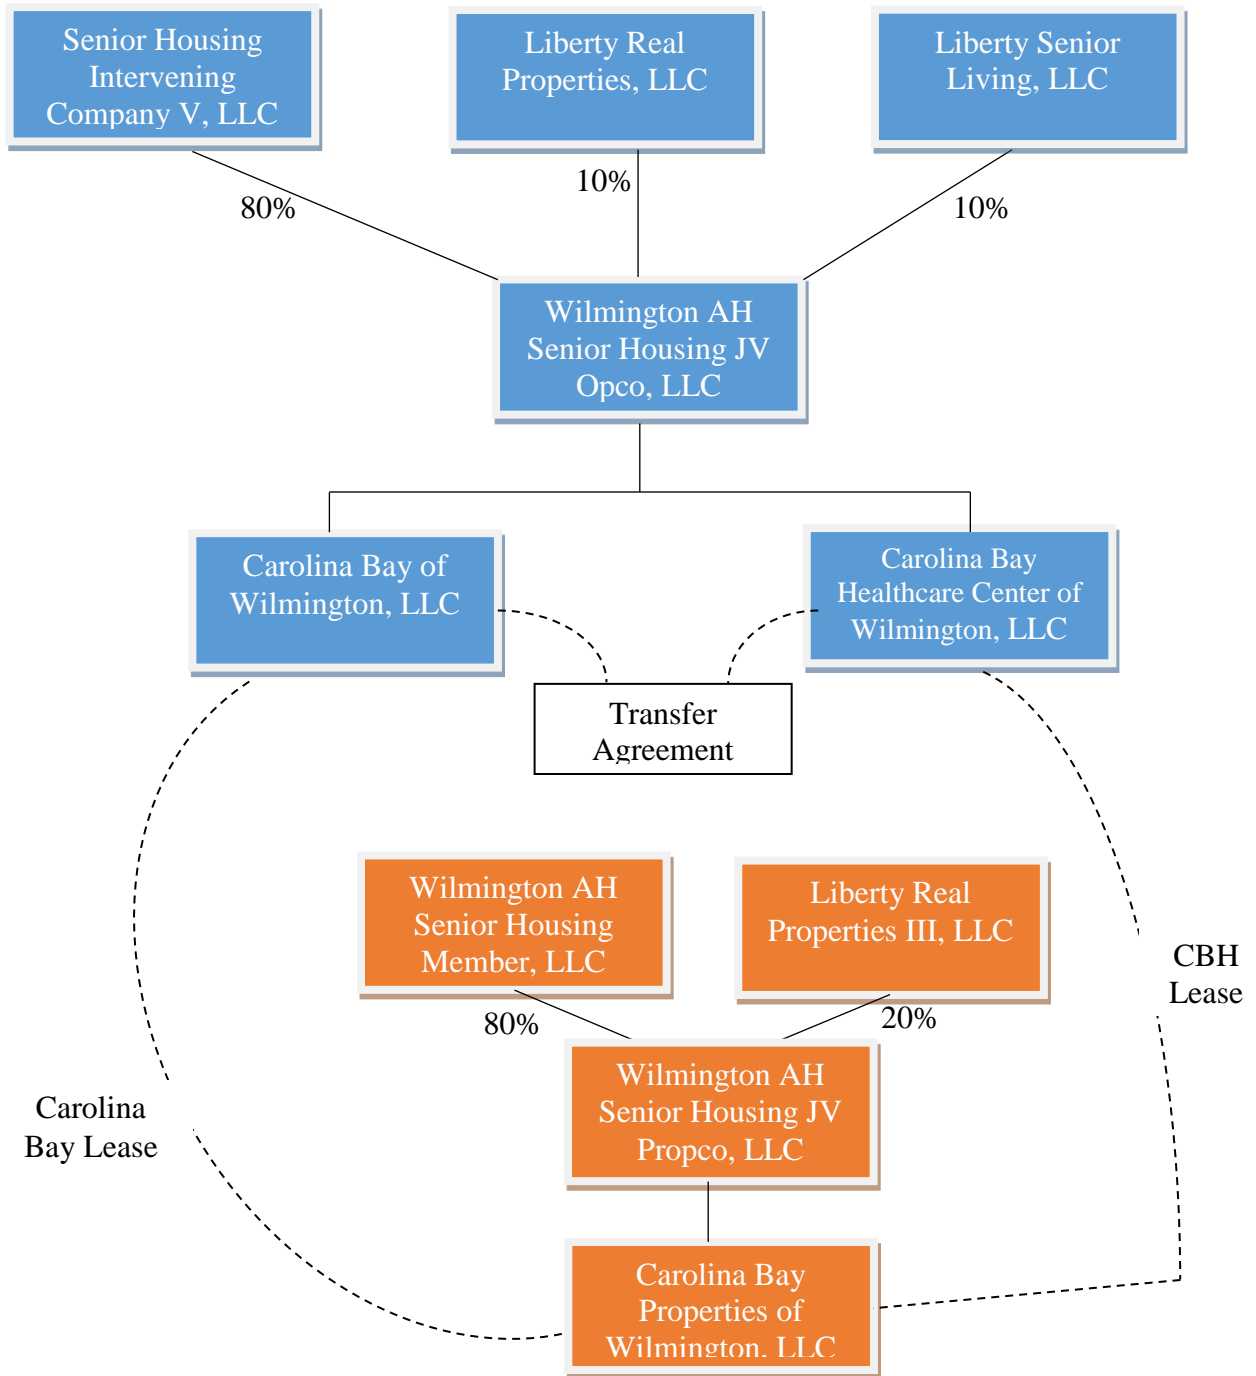 Senior Housing
Intervening
Company V, LLC
Liberty Real
Properties, LLC
Liberty Senior
Living, LLC
80%
10%
10%
Wilmington AH
Senior Housing JV
Opco, LLC
Carolina Bay of
Wilmington, LLC
Carolina Bay
Healthcare Center of
Wilmington, LLC
Transfer
Agreement
Wilmington AH
Senior Housing
Member, LLC
Liberty Real
Properties III, LLC
CBH
Lease
80%
20%
Wilmington AH
Senior Housing JV
Propco, LLC
Carolina
Bay Lease
Carolina Bay
Properties of
Wilmington, LLC